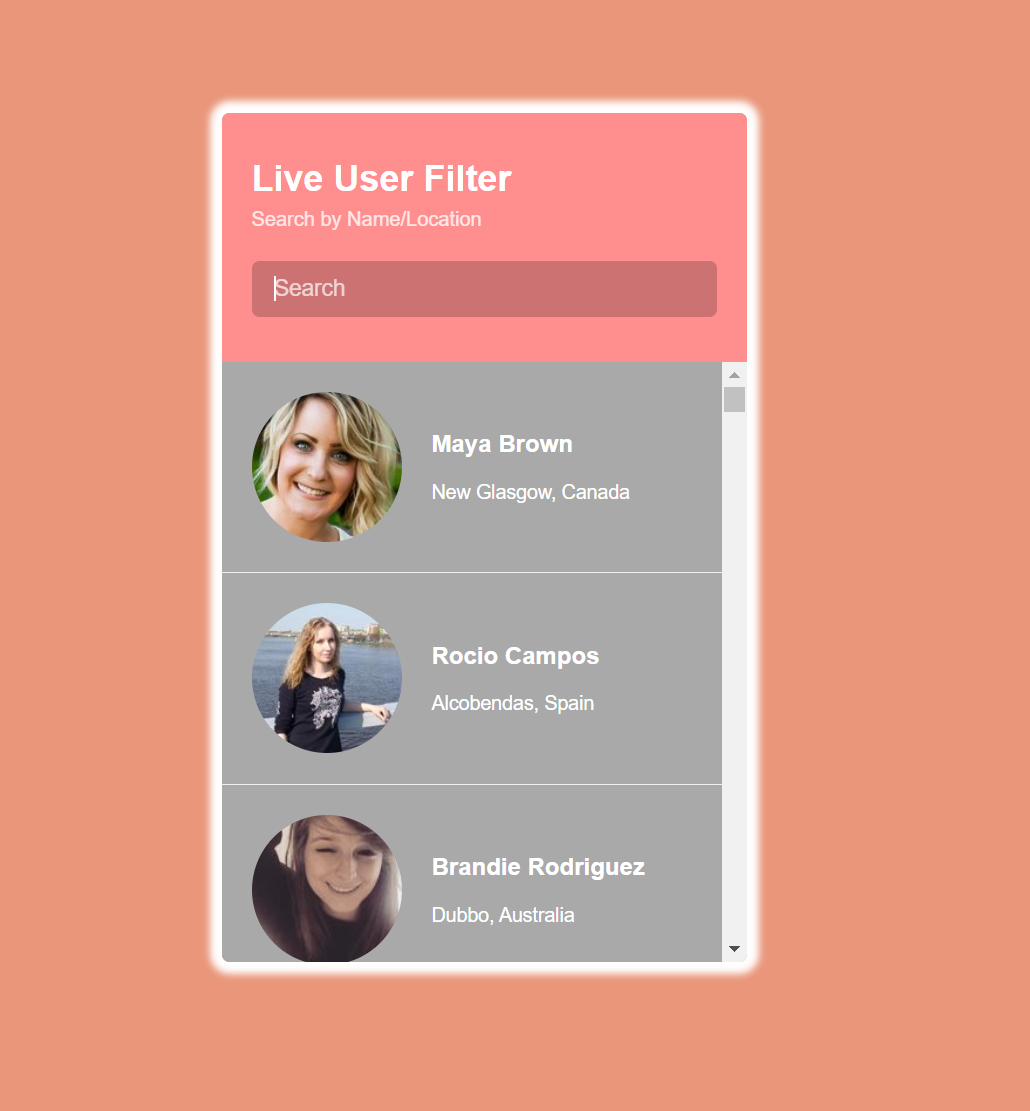 Live User Filter
Search by Name/Location
Search
Maya Brown
New Glasgow, Canada
Rocio Campos
Alcobendas, Spain
Brandie Rodriguez
Dubbo, Australia